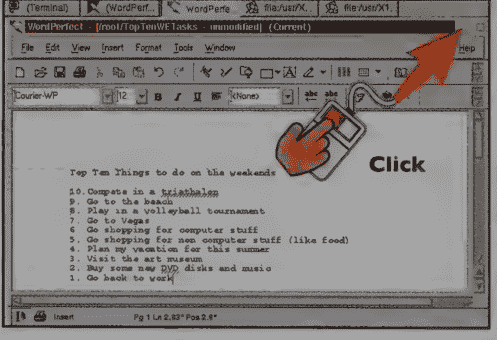 (Terminal) (WordPerf... WordPerfe file:/usr/X1. file:/usr/X1.
WordPerfect - [/root/TopTenWETasks - unmodified] (Current)
File Edit View Insert Format Tools Window Help
Courier-WP 12 B I U <None> abc abc
Click
Top Ten Things to do on the weekends
10. Compete in a triathalon
9. Go to the beach
8. Play in a volleyball tournament
7. Go to Vegas
6 Go shopping for computer stuff
5. Go shopping for non computer stuff (like food)
4. Plan my vacation for this summer
3. Visit the art museum
2. Buy some new DVD disks and music
1. Go back to work
Insert Pg 1 Ln 2.83" Pos 2.6"